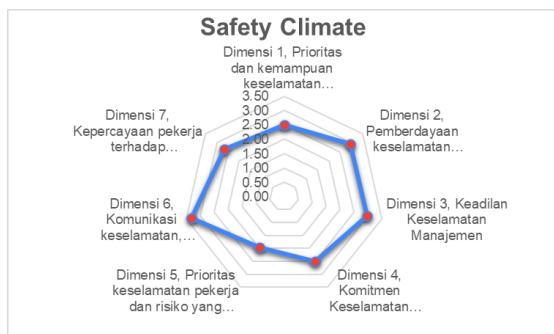 Safety Climate
Dimensi 1, Prioritas
dan kemampuan
keselamatan…
3.50
3.00
2.50
2.00
1.50
1.00
0.50
0.00
Dimensi 2,
Pemberdayaan
keselamatan…
Dimensi 3, Keadilan
Keselamatan
Manajemen
Dimensi 4,
Komitmen
Keselamatan…
Dimensi 5, Prioritas
keselamatan pekerja
dan risiko yang…
Dimensi 6,
Komunikasi
keselamatan,…
Dimensi 7,
Kepercayaan pekerja
terhadap…